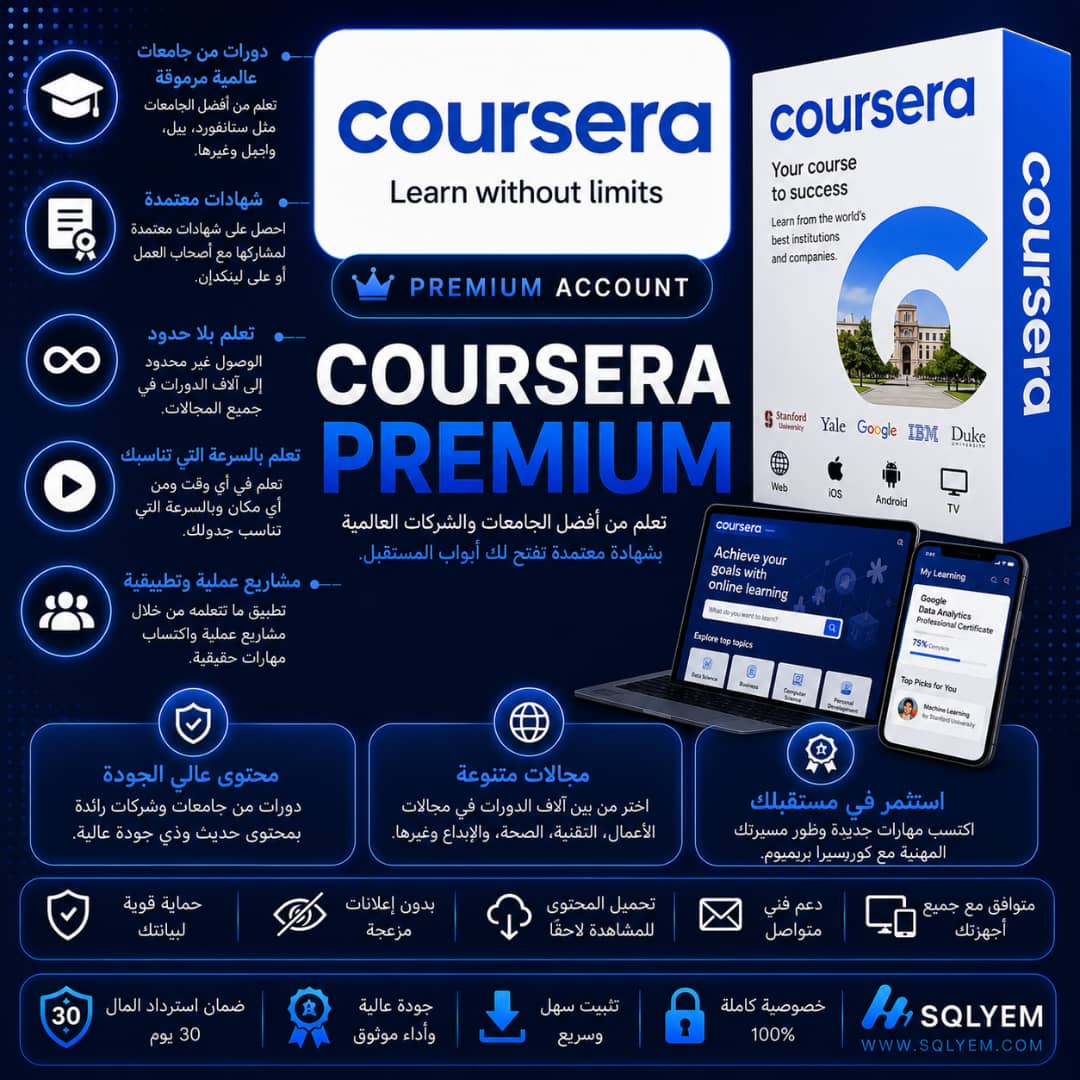 coursera
Learn without limits
PREMIUM ACCOUNT
COURSERA
PREMIUM
تعلم من أفضل الجامعات والشركات العالمية
بشهادة معتمدة تفتح لك أبواب المستقبل.
دورات من جامعات
عالمية مرموقة
تعلم من أفضل الجامعات
مثل ستانفورد، ييل،
وغيرها.
شهادات معتمدة
احصل على شهادات معتمدة
لمشاركها مع أصحاب العمل
أو على لينكدإن.
تعلم بلا حدود
الوصول غير محدود
إلى آلاف الدورات في
جميع المجالات.
تعلم بالسرعة التي تناسبك
تعلم في أي وقت ومن
أي مكان وبالسرعة التي
تناسب جدولك.
مشاريع عملية وتطبيقية
تطبيق ما تتعلمه من خلال
مشاريع عملية واكتساب
مهارات حقيقية.
coursera
Your course
to success
Learn from the world's
best institutions
and companies.
Stanford
University
Yale
Google
IBM
Duke
UNIVERSITY
Web
iOS
Android
TV
coursera
coursera
Achieve your
goals with
online learning
What do you want to learn?
Explore top topics
Data Science
Business
Computer
Science
Personal
Development
My Learning
Google
Data Analytics
Professional Certificate
75% Complete
Top Picks for You
Machine Learning
by Stanford University
استثمر في مستقبلك
اكتسب مهارات جديدة وظور مسيرتك
المهنية مع كورسيرا بريميوم.
مجالات متنوعة
اختر من بين آلاف الدورات في مجالات
الأعمال، التقنية، الصحة، والإبداع وغيرها.
محتوى عالي الجودة
دورات من جامعات وشركات رائدة
بمحتوى حديث وذي جودة عالية.
متوافق مع جميع
أجهزتك
دعم فني
متواصل
تحميل المحتوى
للمشاهدة لاحقًا
بدون إعلانات
مزعجة
حماية قوية
لبيانتك
SQLYEM
WWW.SQLYEM.COM
خصوصية كاملة
100%
تثبيت سهل
وسريع
جودة عالية
وأداء موثوق
30
ضمان استرداد المال
30 يوم